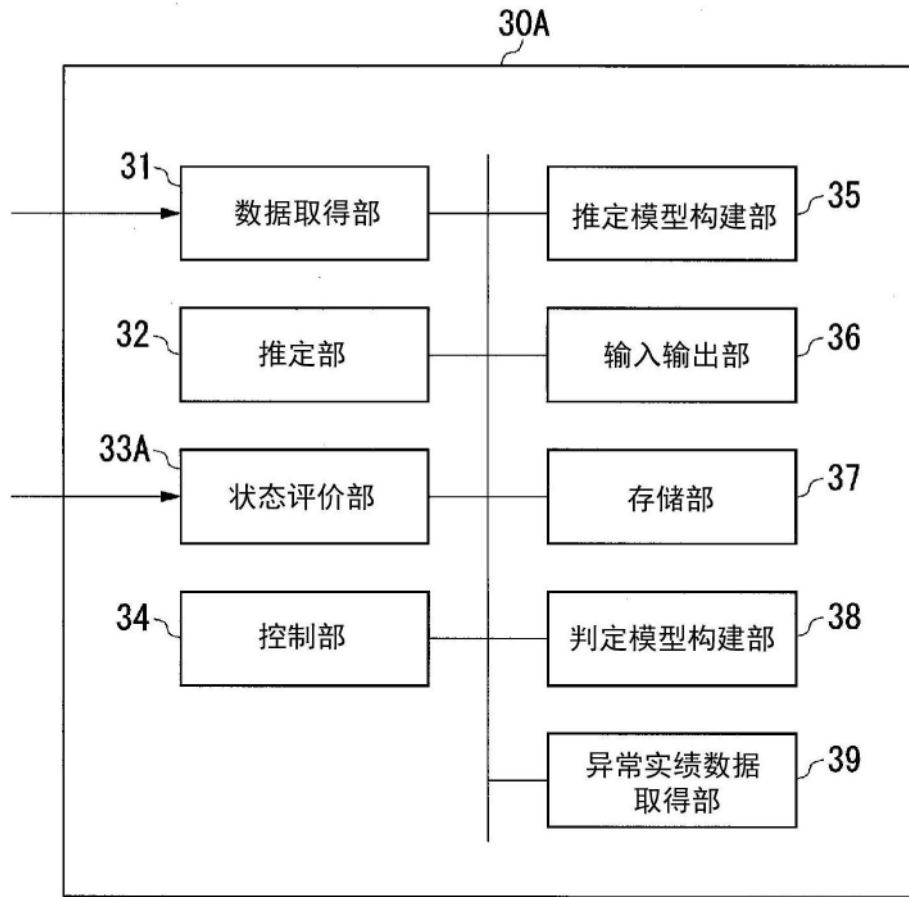 30A
31
数据取得部
推定模型构建部
35
32
推定部
输入输出部
36
33A
状态评价部
存储部
37
34
控制部
判定模型构建部
38
异常实绩数据
取得部
39